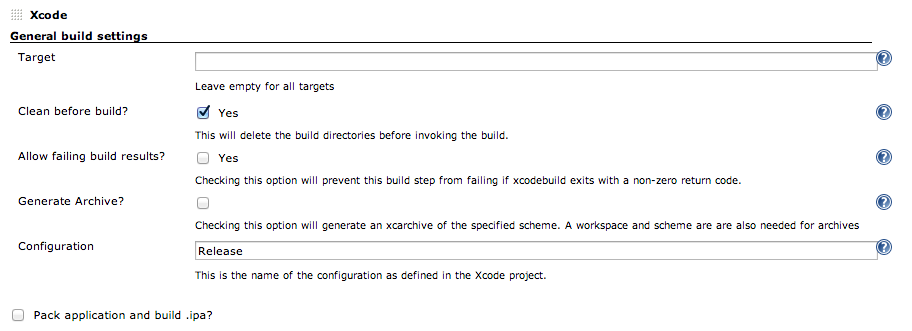 Xcode
General build settings
Target
Leave empty for all targets
Clean before build?
Yes
This will delete the build directories before invoking the build.
Allow failing build results?
Yes
Checking this option will prevent this build step from failing if xcodebuild exits with a non-zero return code.
Generate Archive?
Checking this option will generate an xcarchive of the specified scheme. A workspace and scheme are are also needed for archives
Configuration
Release
This is the name of the configuration as defined in the Xcode project.
Pack application and build .ipa?